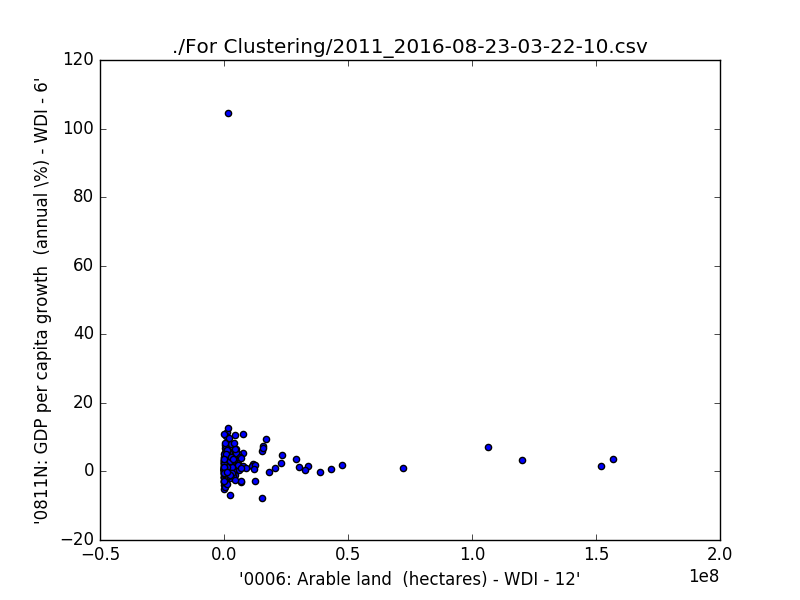 ./For Clustering/2011_2016-08-23-03-22-10.csv
'0811N: GDP per capita growth  (annual \%) - WDI - 6'
120
100
80
60
40
20
0
−20
−0.5 0.0 0.5 1.0 1.5 2.0
1e8
'0006: Arable land  (hectares) - WDI - 12'